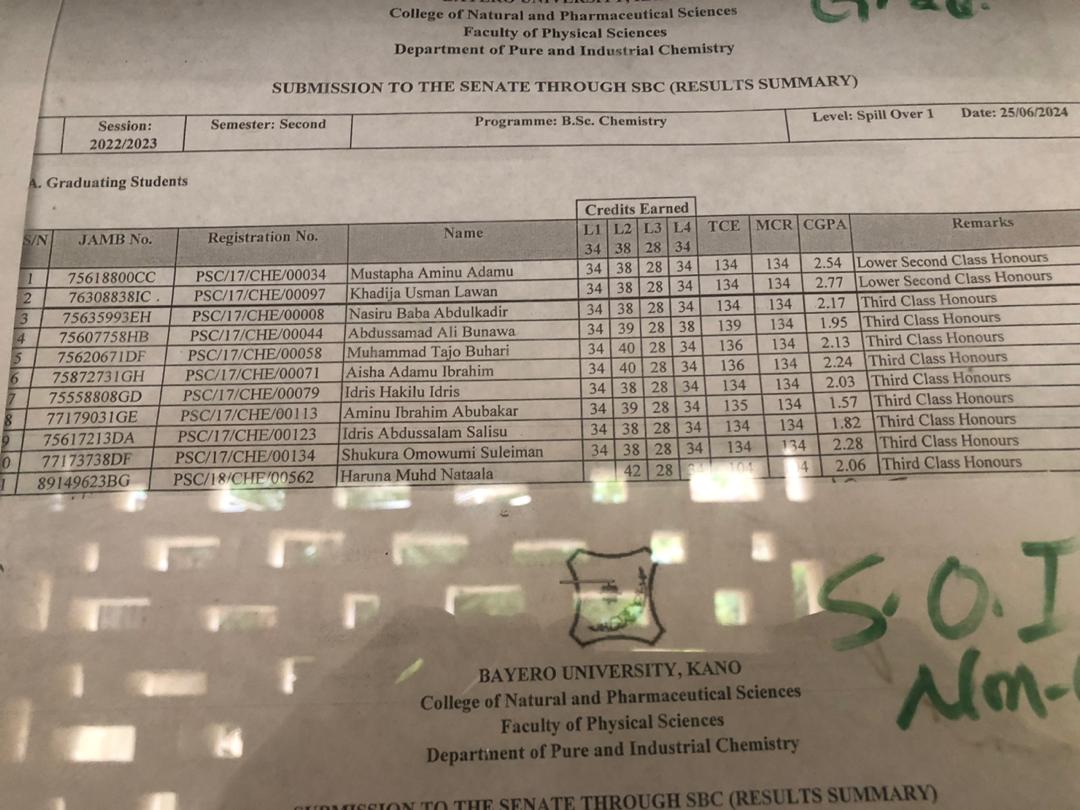 College of Natural and Pharmaceutical Sciences
Faculty of Physical Sciences
Department of Pure and Industrial Chemistry
SUBMISSION TO THE SENATE THROUGH SBC (RESULTS SUMMARY)
Session: 2022/2023 Semester: Second Programme: B.Sc. Chemistry Level: Spill Over 1 Date: 25/06/2024
A. Graduating Students
Credits Earned
S/N JAMB No. Registration No. Name L1 L2 L3 L4 TCE MCR CGPA Remarks
34 38 28 34
1 75618800CC PSC/17/CHE/00034 Mustapha Aminu Adamu 34 38 28 34 134 134 2.54 Lower Second Class Honours
2 76308838IC . PSC/17/CHE/00097 Khadija Usman Lawan 34 38 28 34 134 134 2.77 Lower Second Class Honours
3 75635993EH PSC/17/CHE/00008 Nasiru Baba Abdulkadir 34 38 28 34 134 134 2.17 Third Class Honours
4 75607758HB PSC/17/CHE/00044 Abdussamad Ali Bunawa 34 39 28 38 139 134 1.95 Third Class Honours
5 75620671DF PSC/17/CHE/00058 Muhammad Tajo Buhari 34 40 28 34 136 134 2.13 Third Class Honours
6 75872731GH PSC/17/CHE/00071 Aisha Adamu Ibrahim 34 40 28 34 136 134 2.24 Third Class Honours
7 75558808GD PSC/17/CHE/00079 Idris Hakilu Idris 34 38 28 34 134 134 2.03 Third Class Honours
8 77179031GE PSC/17/CHE/00113 Aminu Ibrahim Abubakar 34 39 28 34 135 134 1.57 Third Class Honours
9 75617213DA PSC/17/CHE/00123 Idris Abdussalam Salisu 34 38 28 34 134 134 1.82 Third Class Honours
0 77173738DF PSC/17/CHE/00134 Shukura Omowumi Suleiman 34 38 28 34 134 134 2.28 Third Class Honours
1 89149623BG PSC/18/CHE/00562 Haruna Muhd Nataala 42 28 34 104 2.06 Third Class Honours
S.O.I
BAYERO UNIVERSITY, KANO
College of Natural and Pharmaceutical Sciences
Faculty of Physical Sciences
Department of Pure and Industrial Chemistry
SUBMISSION TO THE SENATE THROUGH SBC (RESULTS SUMMARY)